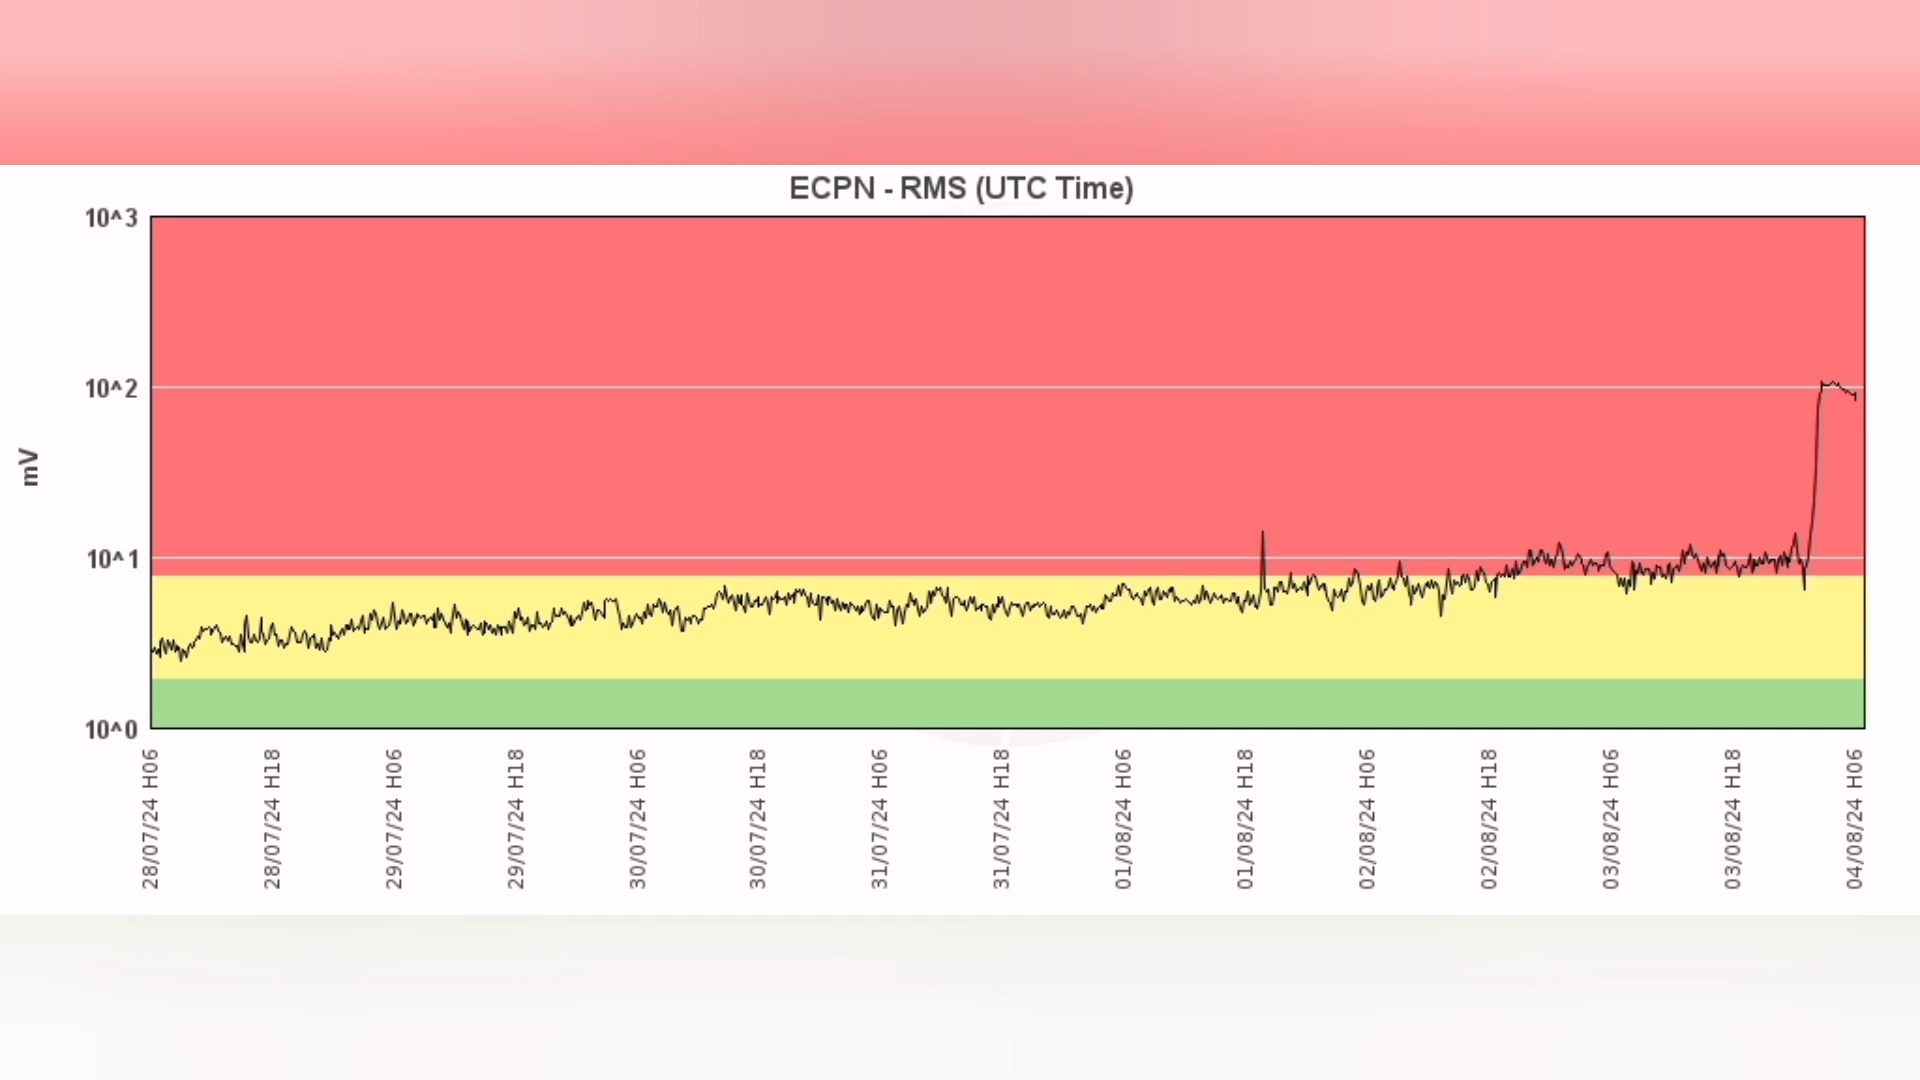 ECPN - RMS (UTC Time)
10^3
10^2
10^1
10^0
mV
28/07/24 H06
28/07/24 H18
29/07/24 H06
29/07/24 H18
30/07/24 H06
30/07/24 H18
31/07/24 H06
31/07/24 H18
01/08/24 H06
01/08/24 H18
02/08/24 H06
02/08/24 H18
03/08/24 H06
03/08/24 H18
04/08/24 H06